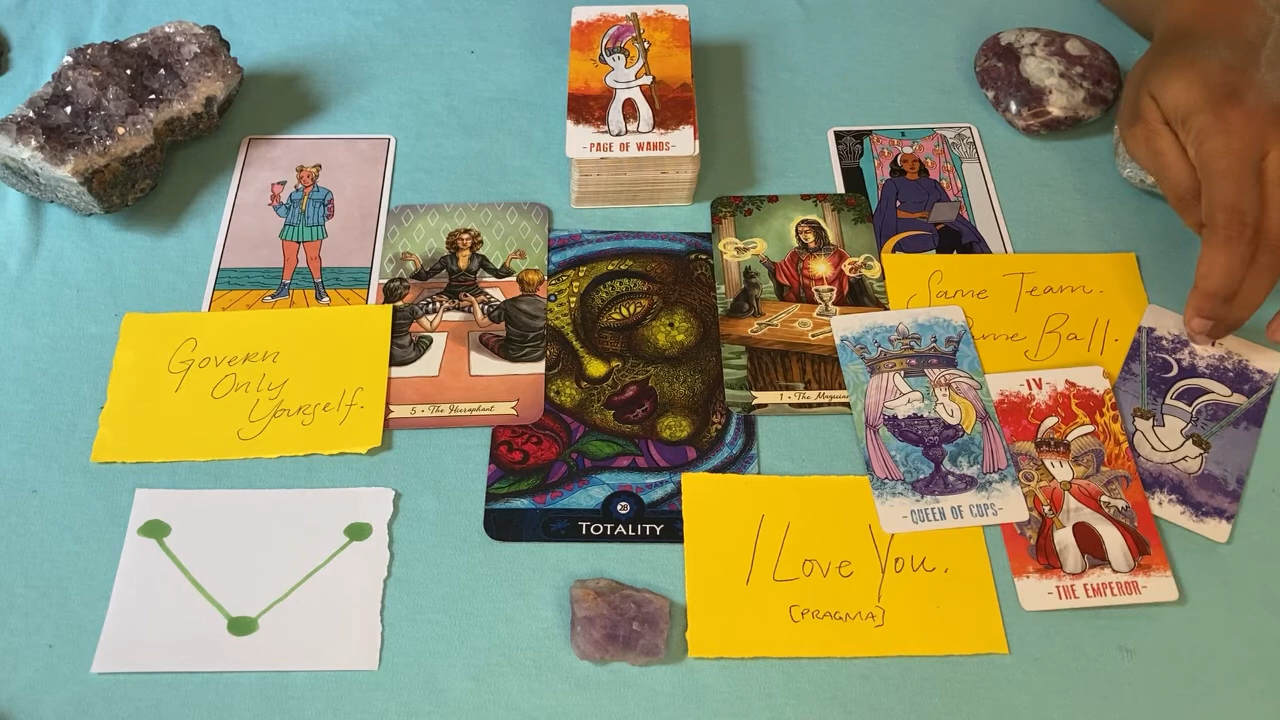 -PAGE OF WANDS-
Same Team.
Ball.
Govern
Only
Yourself.
5 • The Hierophant
1 • The Magician
-IV-
-QUEEN OF CUPS-
28
TOTALITY
I Love You.
[PRAGMA]
-THE EMPEROR-